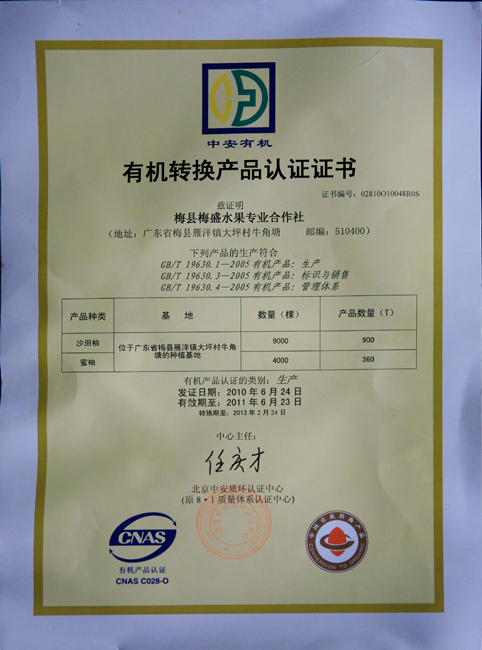 中安有机
有机转换产品认证证书
证书编号：02810O10048R0S
兹证明
梅县梅盛水果专业合作社
（地址：广东省梅县雁洋镇大坪村牛角塘 邮编：510400）
下列产品的生产符合
GB/T 19630.1—2005 有机产品：生产
GB/T 19630.3—2005 有机产品：标识与销售
GB/T 19630.4—2005 有机产品：管理体系
产品种类 基 地 数量（棵） 产品数量（T）
沙田柚 位于广东省梅县雁洋镇大坪村牛角塘的种植基地 9000 900
蜜柚 4000 360
有机产品认证的类别：生产
发证日期：2010 年 6 月 24 日
有效期至：2011 年 6 月 23 日
转换期至：2013 年 2 月 24 日
中心主任：
任庆才
北京中安质环认证中心
(原 8·1 质量体系认证中心)
CNAS
有机产品认证
CNAS C028-O
中国有机转换产品
CONVERSION TO ORGANIC